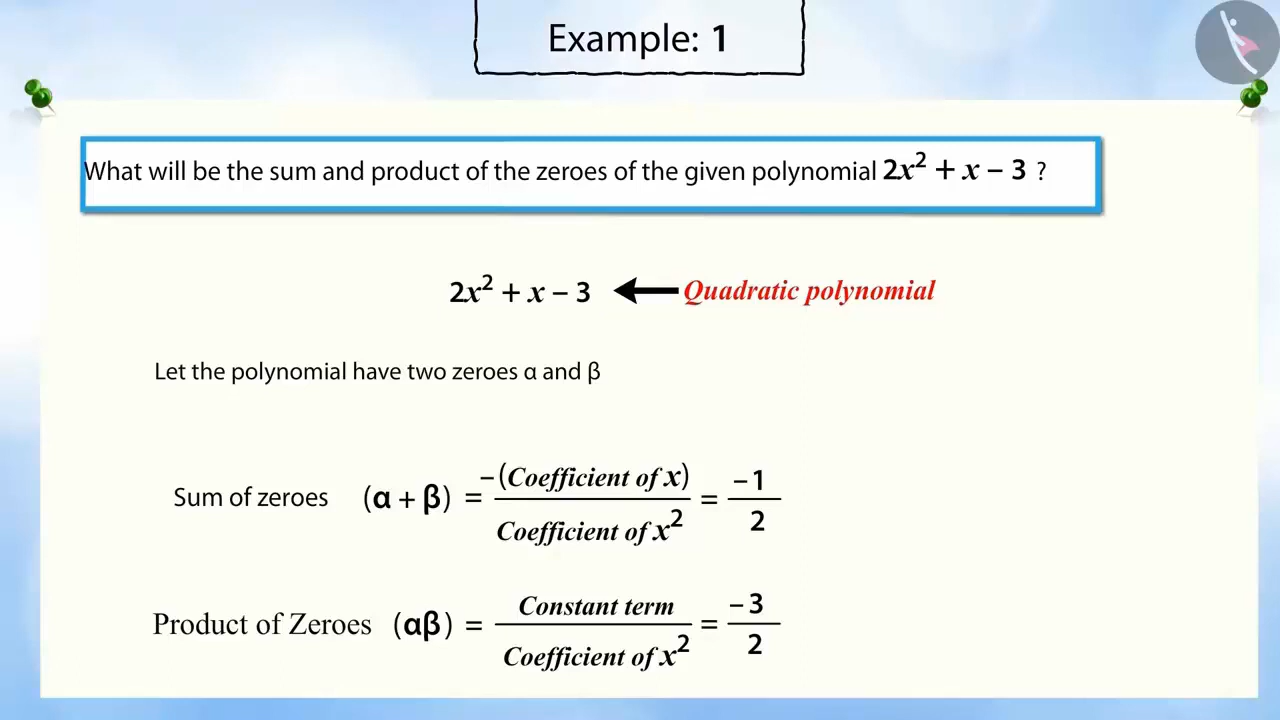 Example: 1
What will be the sum and product of the zeroes of the given polynomial 2x² + x – 3 ?
2x² + x – 3 ← Quadratic polynomial
Let the polynomial have two zeroes α and β
Sum of zeroes (α + β) = –(Coefficient of x) / Coefficient of x² = –1 / 2
Product of Zeroes (αβ) = Constant term / Coefficient of x² = –3 / 2